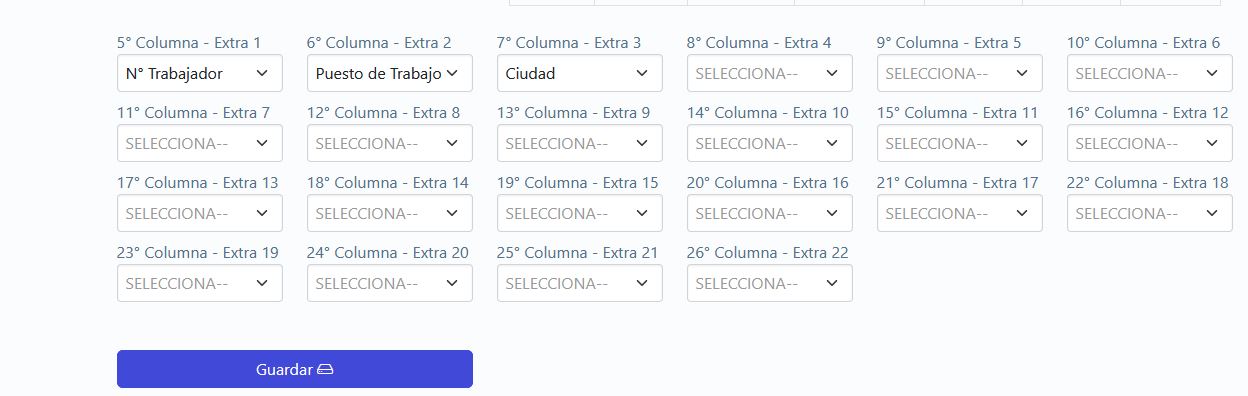 5° Columna - Extra 1 6° Columna - Extra 2 7° Columna - Extra 3 8° Columna - Extra 4 9° Columna - Extra 5 10° Columna - Extra 6
N° Trabajador Puesto de Trabajo Ciudad SELECCIONA-- SELECCIONA-- SELECCIONA--
11° Columna - Extra 7 12° Columna - Extra 8 13° Columna - Extra 9 14° Columna - Extra 10 15° Columna - Extra 11 16° Columna - Extra 12
SELECCIONA-- SELECCIONA-- SELECCIONA-- SELECCIONA-- SELECCIONA-- SELECCIONA--
17° Columna - Extra 13 18° Columna - Extra 14 19° Columna - Extra 15 20° Columna - Extra 16 21° Columna - Extra 17 22° Columna - Extra 18
SELECCIONA-- SELECCIONA-- SELECCIONA-- SELECCIONA-- SELECCIONA-- SELECCIONA--
23° Columna - Extra 19 24° Columna - Extra 20 25° Columna - Extra 21 26° Columna - Extra 22
SELECCIONA-- SELECCIONA-- SELECCIONA-- SELECCIONA--
Guardar